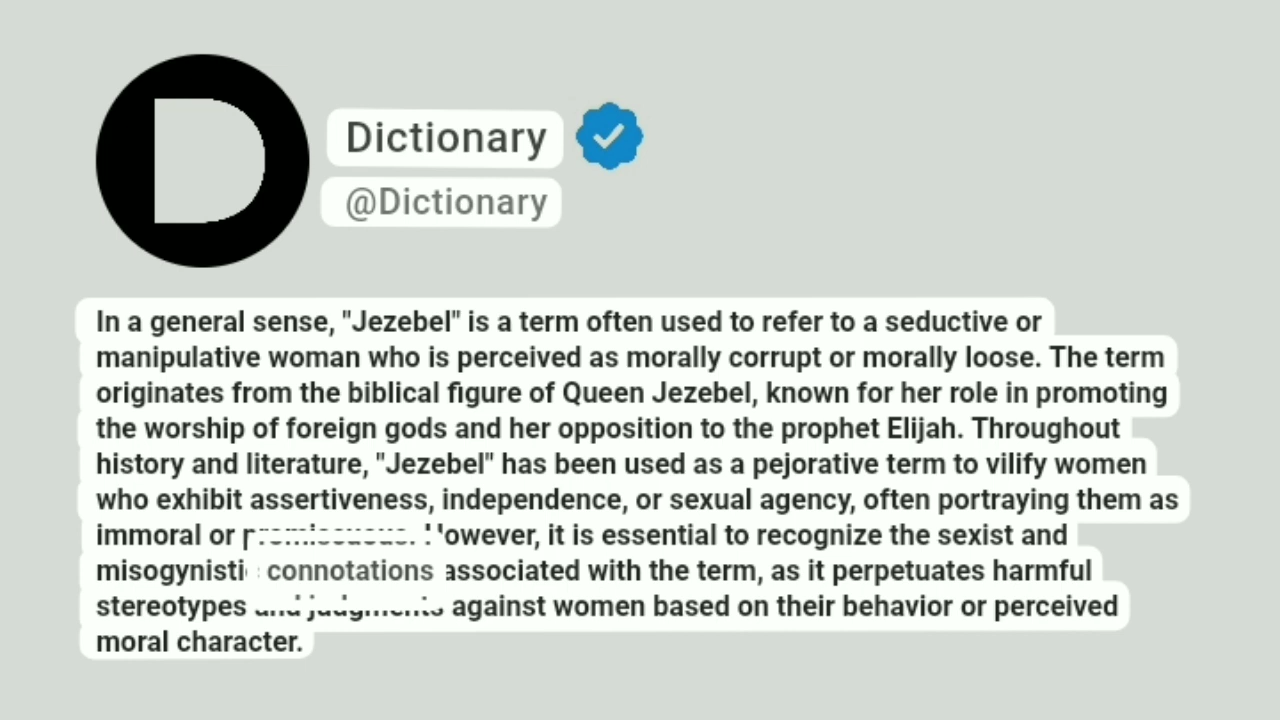 D
Dictionary
@Dictionary
In a general sense, "Jezebel" is a term often used to refer to a seductive or
manipulative woman who is perceived as morally corrupt or morally loose. The term
originates from the biblical figure of Queen Jezebel, known for her role in promoting
the worship of foreign gods and her opposition to the prophet Elijah. Throughout
history and literature, "Jezebel" has been used as a pejorative term to vilify women
who exhibit assertiveness, independence, or sexual agency, often portraying them as
immoral or promiscuous. However, it is essential to recognize the sexist and
misogynistic connotations associated with the term, as it perpetuates harmful
stereotypes and judgments against women based on their behavior or perceived
moral character.